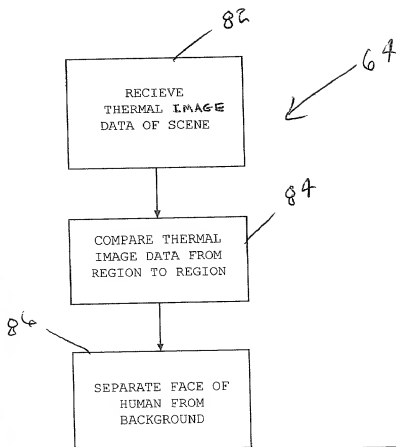 82
64
RECIEVE
THERMAL IMAGE
DATA OF SCENE
84
COMPARE THERMAL
IMAGE DATA FROM
REGION TO REGION
86
SEPARATE FACE OF
HUMAN FROM
BACKGROUND